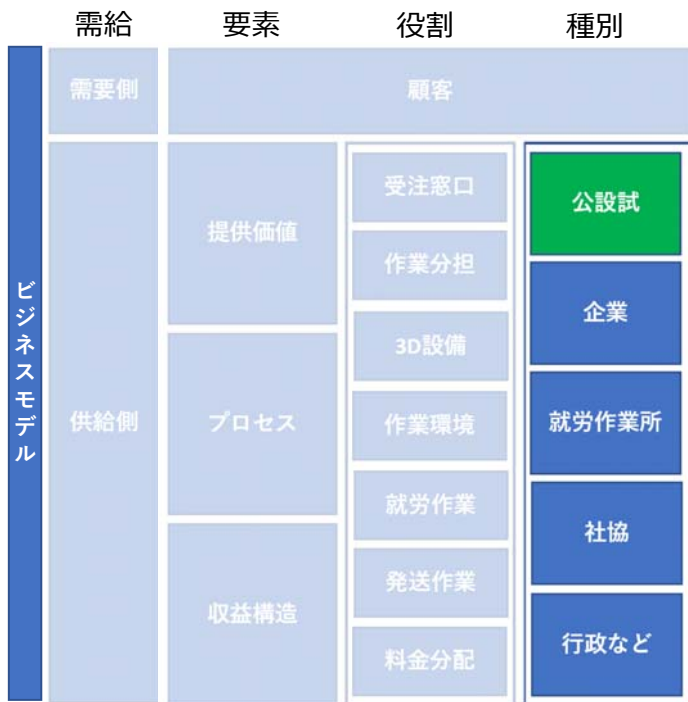 需給 要素 役割 種別
ビジネスモデル
需要側 顧客
供給側
提供価値
プロセス
収益構造
受注窓口
作業分担
3D設備
作業環境
就労作業
発送作業
料金分配
公設試
企業
就労作業所
社協
行政など